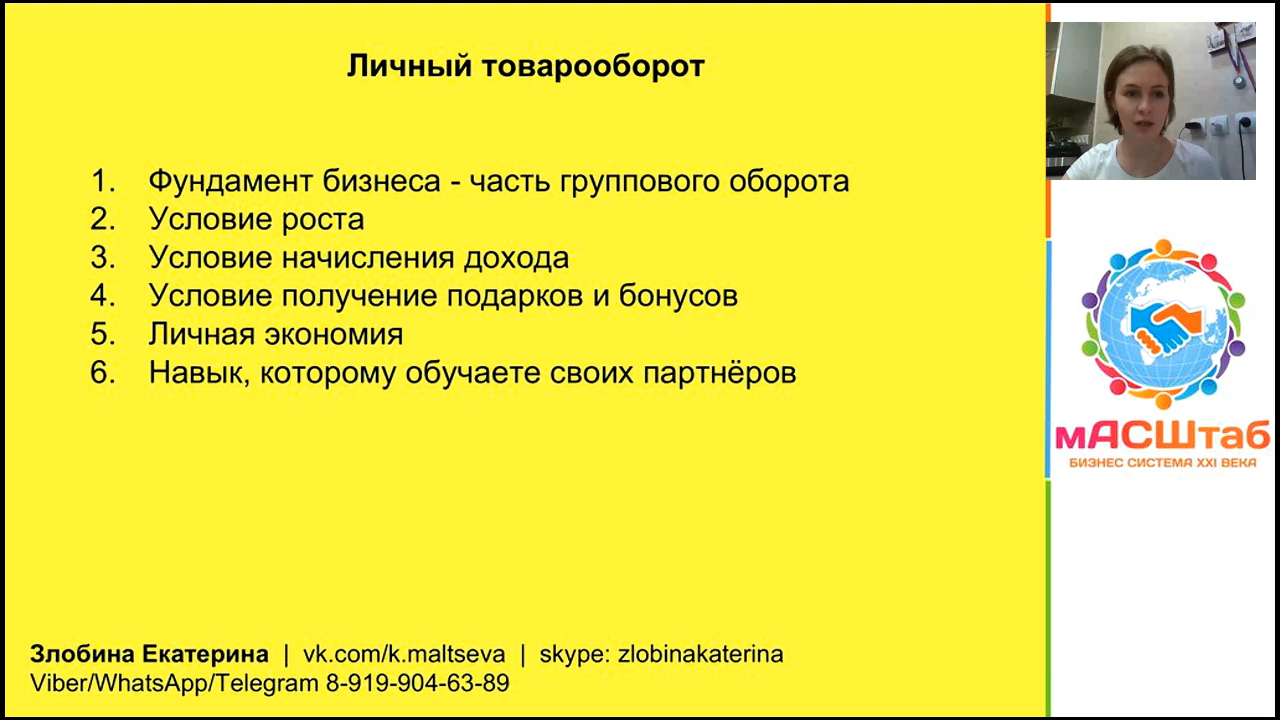 Личный товарооборот
1. Фундамент бизнеса - часть группового оборота
2. Условие роста
3. Условие начисления дохода
4. Условие получение подарков и бонусов
5. Личная экономия
6. Навык, которому обучаете своих партнёров
мАСШтаб
БИЗНЕС СИСТЕМА XXI ВЕКА
Злобина Екатерина | vk.com/k.maltseva | skype: zlobinakaterina
Viber/WhatsApp/Telegram 8-919-904-63-89